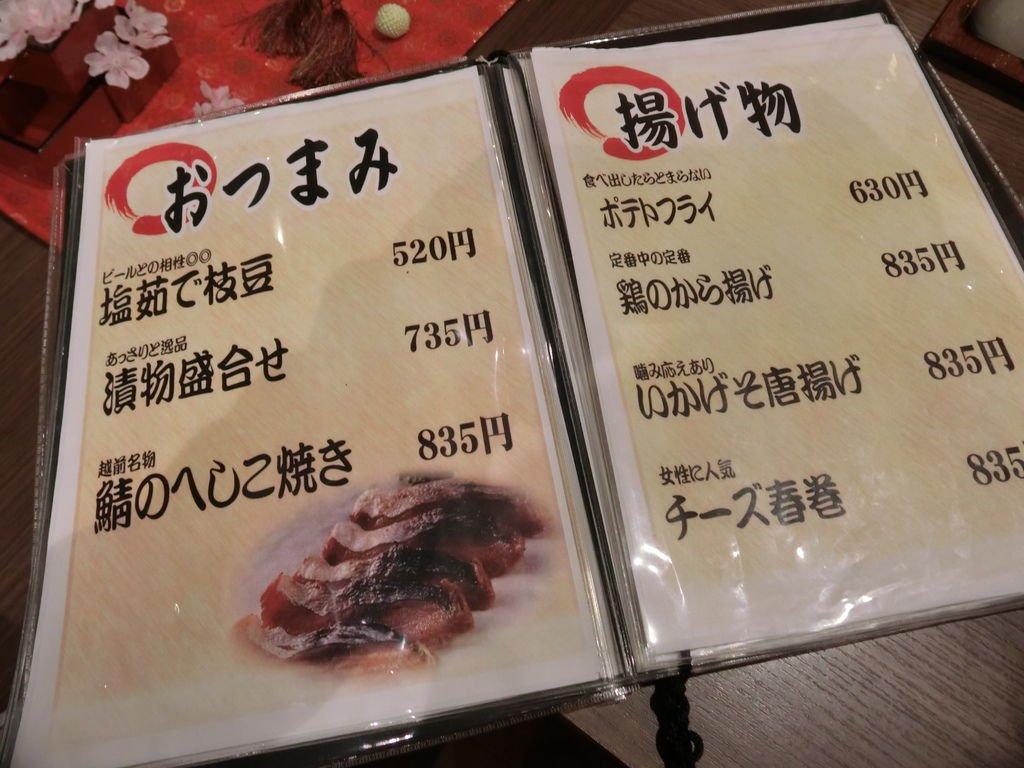 おつまみ
ビールとの相性◎◎
塩茹で枝豆 520円
あっさりと逸品
漬物盛合せ 735円
越前名物
鯖のへしこ焼き 835円
揚げ物
食べ出したらとまらない
ポテトフライ 630円
定番中の定番
鶏のから揚げ 835円
噛み応えあり
いかげそ唐揚げ 835円
女性に人気
チーズ春巻 835